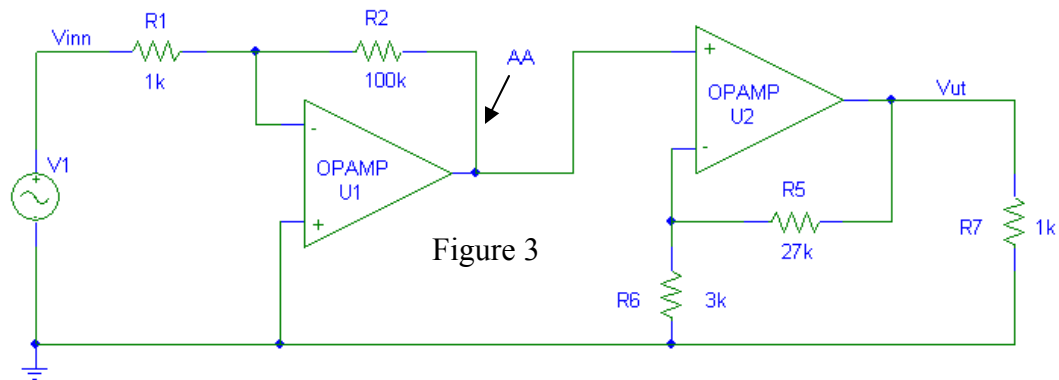 R1
R2
Vinn
AA
1k
100k
OPAMP
U2
+
-
Vut
-
OPAMP
U1
+
V1
+
-
R5
27k
R7
1k
Figure 3
R6
3k